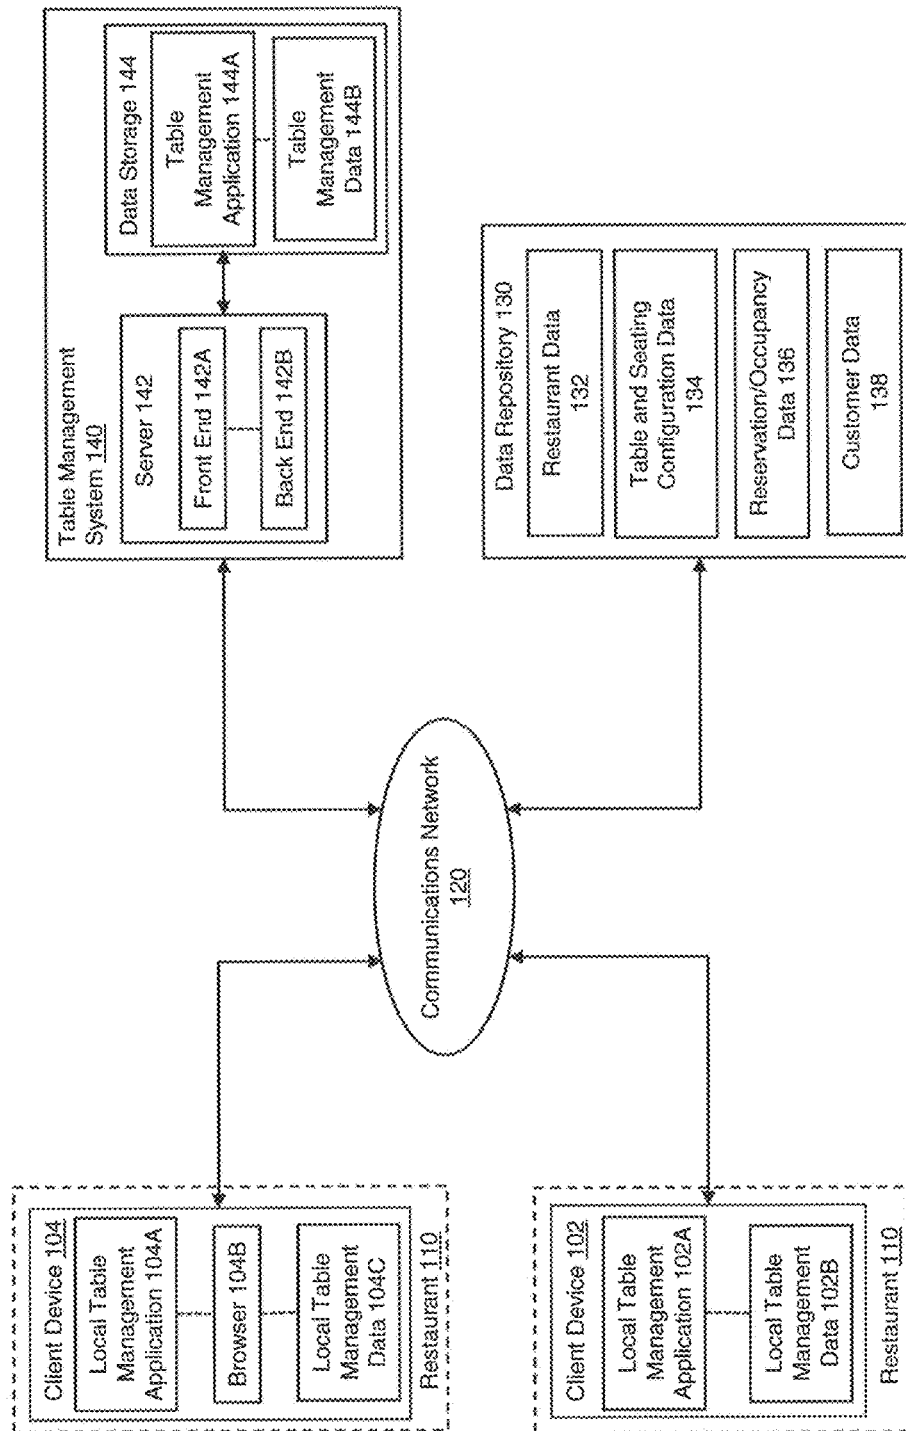 Client Device 104
Local Table
Management
Application 104A
Browser 104B
Local Table
Management
Data 104C
Restaurant 110
Client Device 102
Local Table
Management
Application 102A
Local Table
Management
Data 102B
Restaurant 110
Communications Network
120
Table Management
System 140
Server 142
Front End 142A
Back End 142B
Data Storage 144
Table
Management
Application 144A
Table
Management
Data 144B
Data Repository 130
Restaurant Data
132
Table and Seating
Configuration Data
134
Reservation/Occupancy
Data 136
Customer Data
138